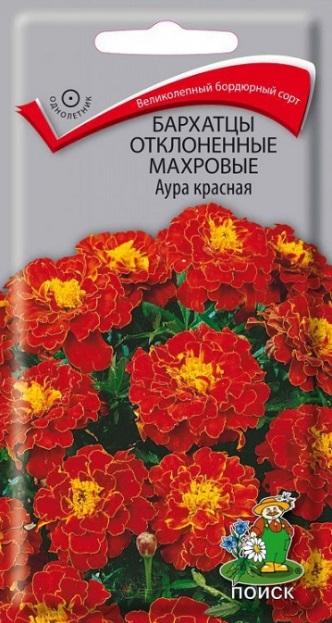 ОДНОЛЕТНИК
Великолепный бордюрный сорт
БАРХАТЦЫ
ОТКЛОНЕННЫЕ
МАХРОВЫЕ
Аура красная
ПОИСК